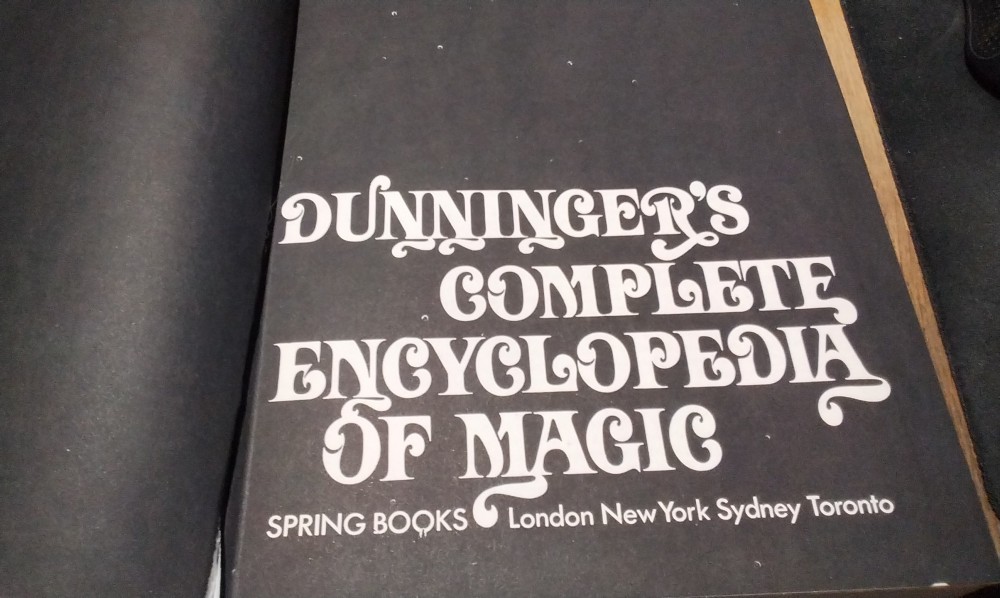 DUNNINGER'S
COMPLETE
ENCYCLOPEDIA
OF MAGIC
SPRING BOOKS London New York Sydney Toronto